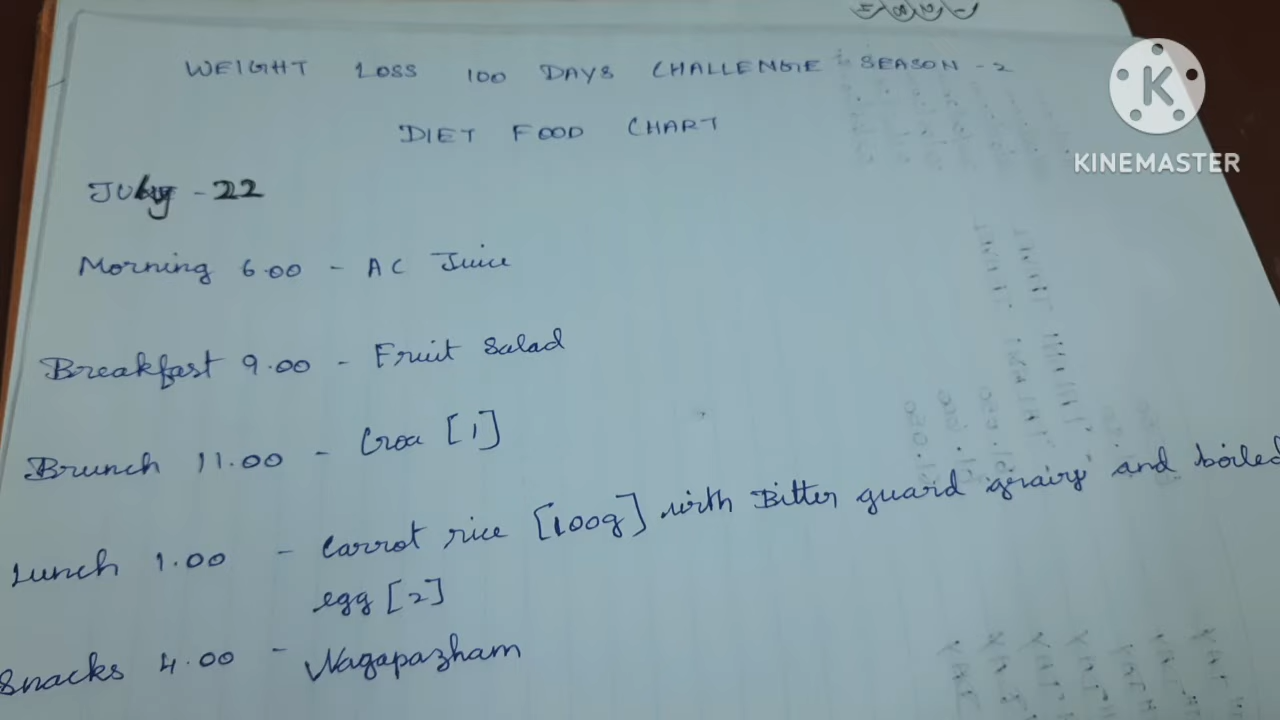 WEIGHT LOSS 100 DAYS CHALLENGE : SEASON - 2
DIET FOOD CHART
KINEMASTER
JULy - 22
Morning 6.00 - AC Juice
Breakfast 9.00 - Fruit Salad
Brunch 11.00 - Croa [1]
Lunch 1.00 - Carrot rice [100g] with Bitter guard grairy and boiled
egg [2]
Snacks 4.00 - Nagapazham